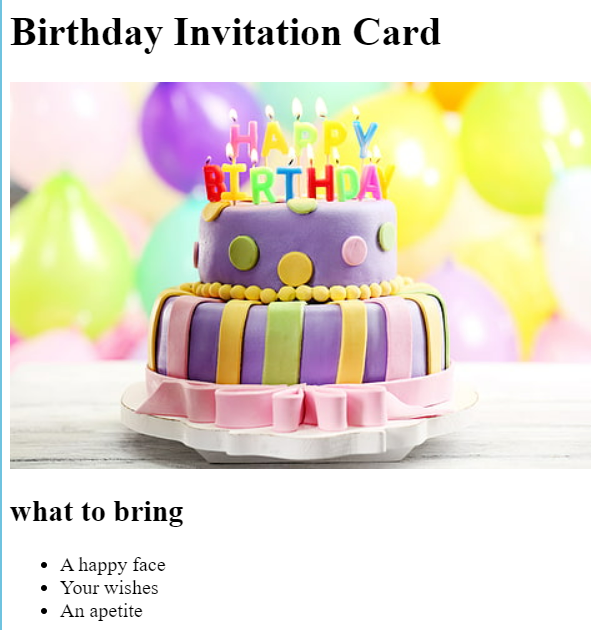 Birthday Invitation Card
HAPPY
BIRTHDAY
what to bring
A happy face
Your wishes
An apetite